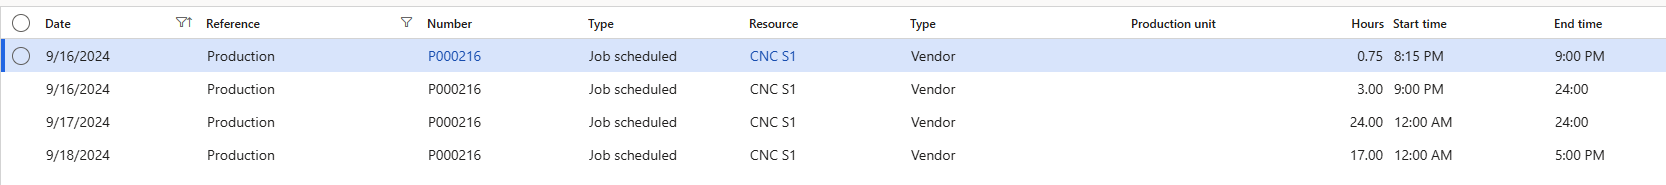 Date Reference Number Type Resource Type Production unit Hours Start time End time
9/16/2024 Production P000216 Job scheduled CNC S1 Vendor 0.75 8:15 PM 9:00 PM
9/16/2024 Production P000216 Job scheduled CNC S1 Vendor 3.00 9:00 PM 24:00
9/17/2024 Production P000216 Job scheduled CNC S1 Vendor 24.00 12:00 AM 24:00
9/18/2024 Production P000216 Job scheduled CNC S1 Vendor 17.00 12:00 AM 5:00 PM